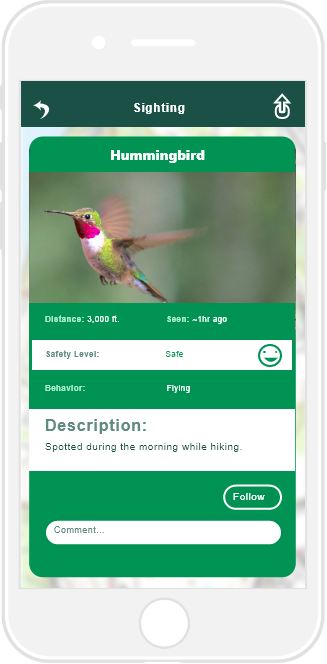 Sighting
Hummingbird
Distance: 3,000 ft. Seen: ~1hr ago
Safety Level: Safe
Behavior: Flying
Description:
Spotted during the morning while hiking.
Follow
Comment...